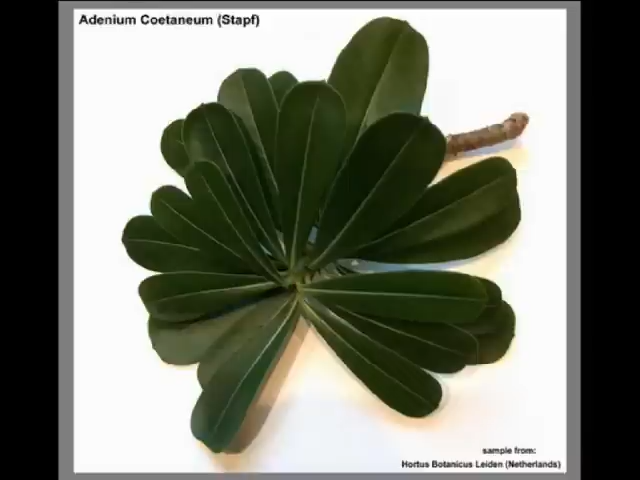 Adenium Coetaneum (Stapf)
sample from:
Hortus Botanicus Leiden (Netherlands)